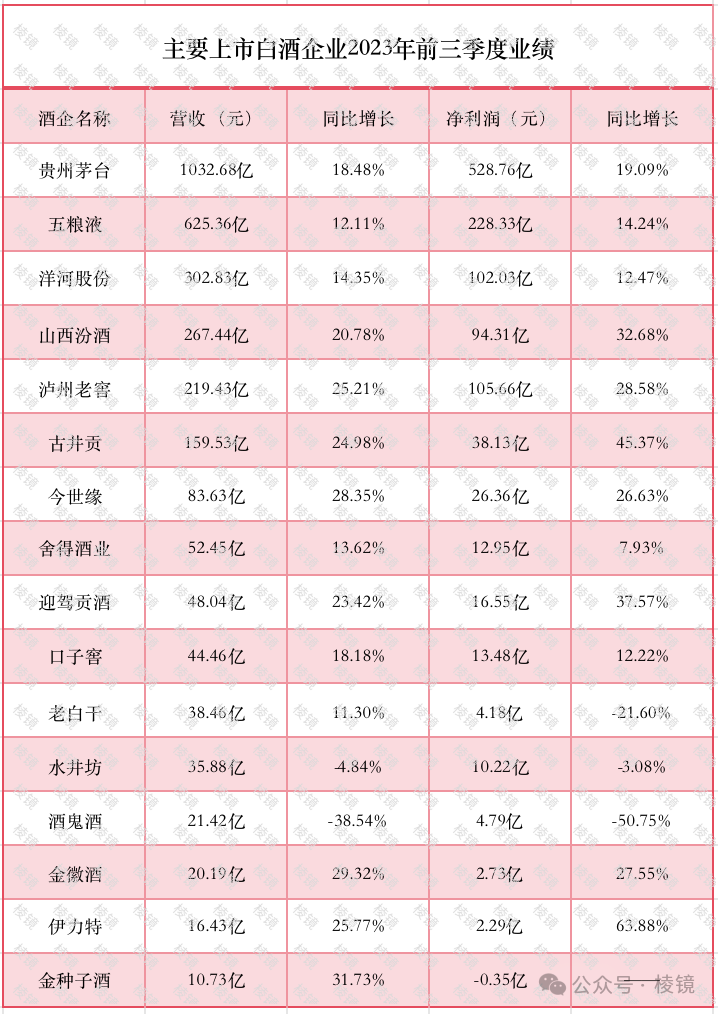 主要上市白酒企业2023年前三季度业绩
酒企名称 营收（元） 同比增长 净利润（元） 同比增长
贵州茅台 1032.68亿 18.48% 528.76亿 19.09%
五粮液 625.36亿 12.11% 228.33亿 14.24%
洋河股份 302.83亿 14.35% 102.03亿 12.47%
山西汾酒 267.44亿 20.78% 94.31亿 32.68%
泸州老窖 219.43亿 25.21% 105.66亿 28.58%
古井贡 159.53亿 24.98% 38.13亿 45.37%
今世缘 83.63亿 28.35% 26.36亿 26.63%
舍得酒业 52.45亿 13.62% 12.95亿 7.93%
迎驾贡酒 48.04亿 23.42% 16.55亿 37.57%
口子窖 44.46亿 18.18% 13.48亿 12.22%
老白干 38.46亿 11.30% 4.18亿 -21.60%
水井坊 35.88亿 -4.84% 10.22亿 -3.08%
酒鬼酒 21.42亿 -38.54% 4.79亿 -50.75%
金徽酒 20.19亿 29.32% 2.73亿 27.55%
伊力特 16.43亿 25.77% 2.29亿 63.88%
金种子酒 10.73亿 31.73% -0.35亿 ——
公众号·棱镜